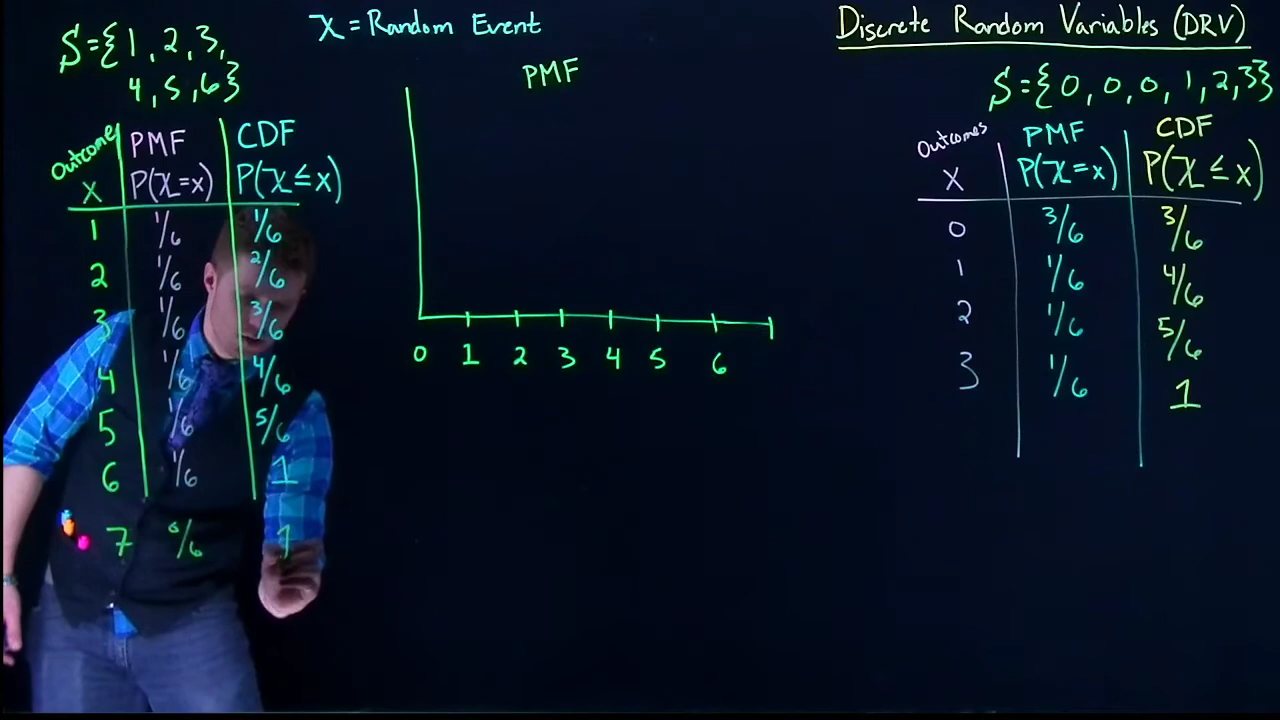 S={1, 2, 3,
4, 5, 6}
X = Random Event
Discrete Random Variables (DRV)
Outcomes PMF CDF
x P(X=x) P(X≤x)
1 1/6 1/6
2 1/6 2/6
3 1/6 3/6
4 1/6 4/6
5 1/6 5/6
6 1/6 1
7 0/6 1
PMF
0 1 2 3 4 5 6
S={0, 0, 0, 1, 2, 3}
Outcomes PMF CDF
x P(X=x) P(X≤x)
0 3/6 3/6
1 1/6 4/6
2 1/6 5/6
3 1/6 1